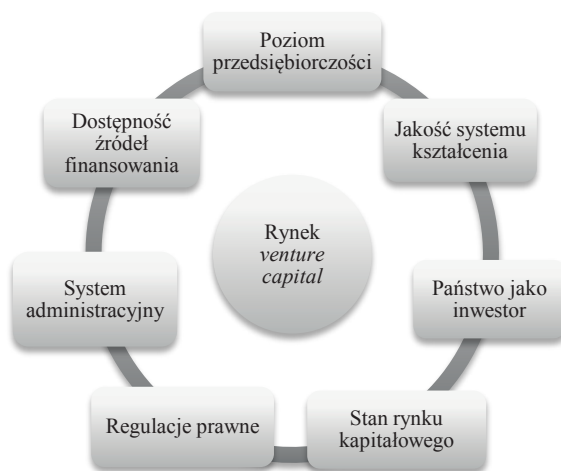 Poziom
przedsiębiorczości
Dostępność
źródeł
finansowania
Jakość systemu
kształcenia
Rynek
venture
capital
System
administracyjny
Państwo jako
inwestor
Regulacje prawne
Stan rynku
kapitałowego